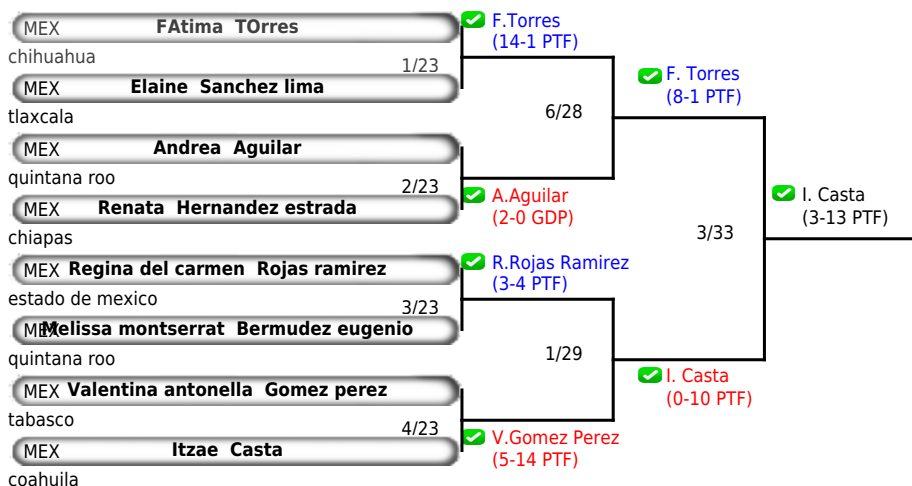 MEX FAtima TOrres
chihuahua
1/23
MEX Elaine Sanchez lima
tlaxcala
MEX Andrea Aguilar
quintana roo
2/23
MEX Renata Hernandez estrada
chiapas
MEX Regina del carmen Rojas ramirez
estado de mexico
3/23
MEX Melissa montserrat Bermudez eugenio
quintana roo
MEX Valentina antonella Gomez perez
tabasco
4/23
MEX Itzae Casta
coahuila
F.Torres
(14-1 PTF)
6/28
A.Aguilar
(2-0 GDP)
R.Rojas Ramirez
(3-4 PTF)
1/29
V.Gomez Perez
(5-14 PTF)
F. Torres
(8-1 PTF)
3/33
I. Casta
(0-10 PTF)
I. Casta
(3-13 PTF)